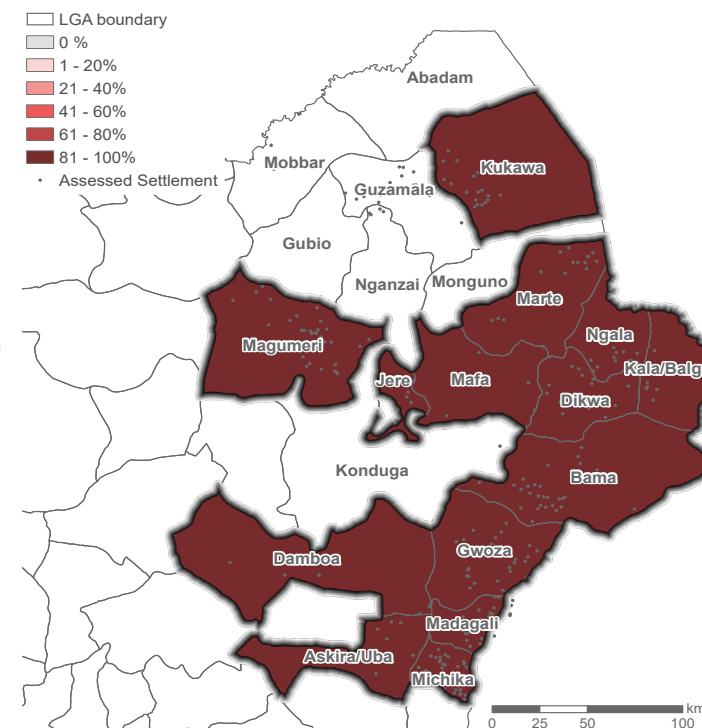 LGA boundary
0 %
1 - 20%
21 - 40%
41 - 60%
61 - 80%
81 - 100%
Assessed Settlement
Abadam
Kukawa
Mobbar
Guzamala
Gubio
Nganzai
Monguno
Marte
Magumeri
Ngala
Jere
Mafa
Kala/Balg
Dikwa
Konduga
Bama
Gwoza
Damboa
Madagali
Askira/Uba
Michika
km
0 25 50 100